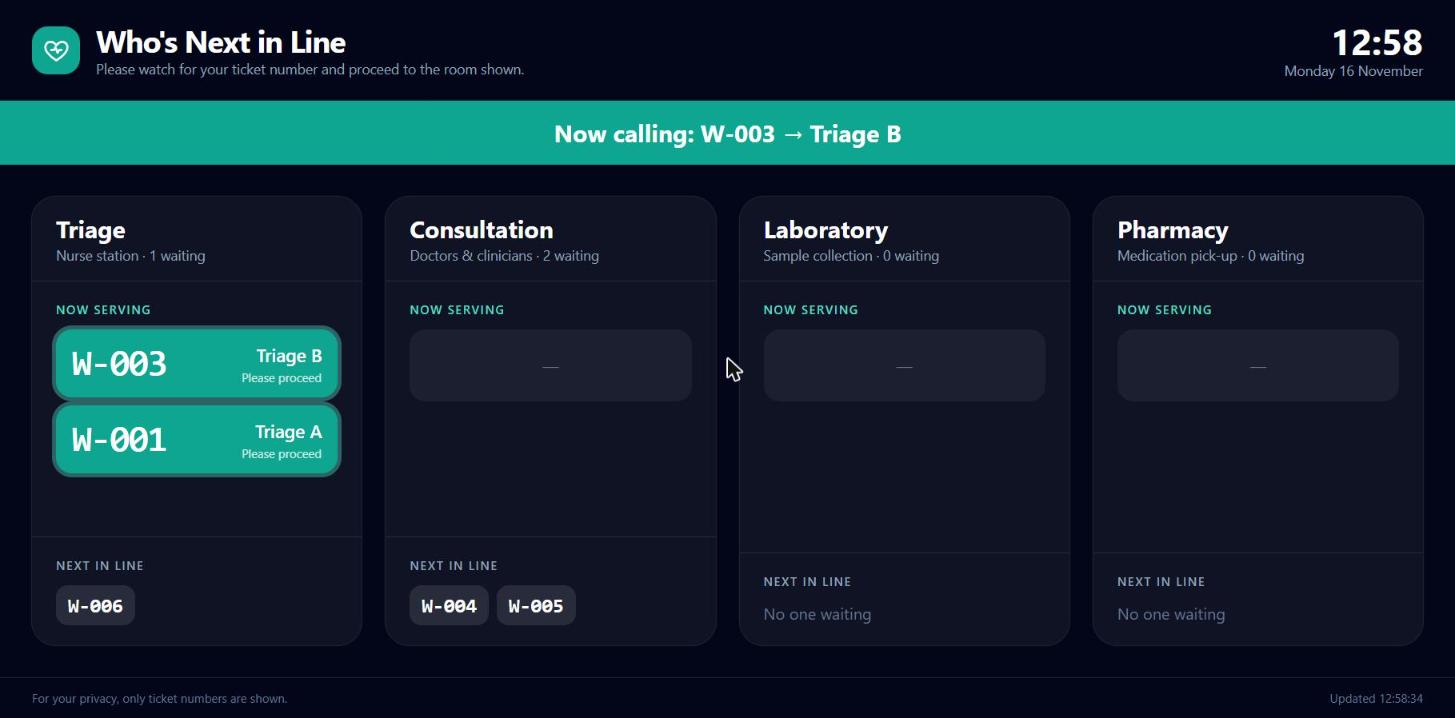 Who's Next in Line
Please watch for your ticket number and proceed to the room shown.
12:58
Monday 16 November
Now calling: W-003 → Triage B
Triage
Nurse station · 1 waiting
NOW SERVING
W-003
Triage B
Please proceed
W-001
Triage A
Please proceed
NEXT IN LINE
W-006
Consultation
Doctors & clinicians · 2 waiting
NOW SERVING
—
NEXT IN LINE
W-004 W-005
Laboratory
Sample collection · 0 waiting
NOW SERVING
—
NEXT IN LINE
No one waiting
Pharmacy
Medication pick-up · 0 waiting
NOW SERVING
—
NEXT IN LINE
No one waiting
For your privacy, only ticket numbers are shown.
Updated 12:58:34